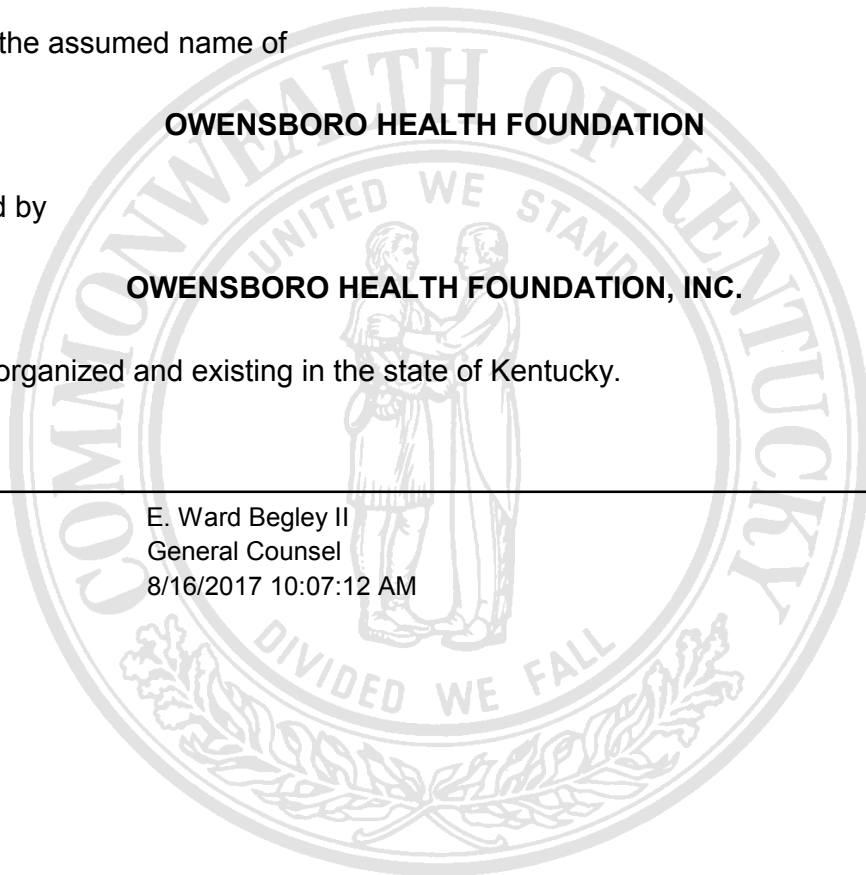 the assumed name of
OWENSBORO HEALTH FOUNDATION
d by
OWENSBORO HEALTH FOUNDATION, INC.
organized and existing in the state of Kentucky.
E. Ward Begley II
General Counsel
8/16/2017 10:07:12 AM
COMMONWEALTH OF KENTUCKY
UNITED WE STAND
DIVIDED WE FALL